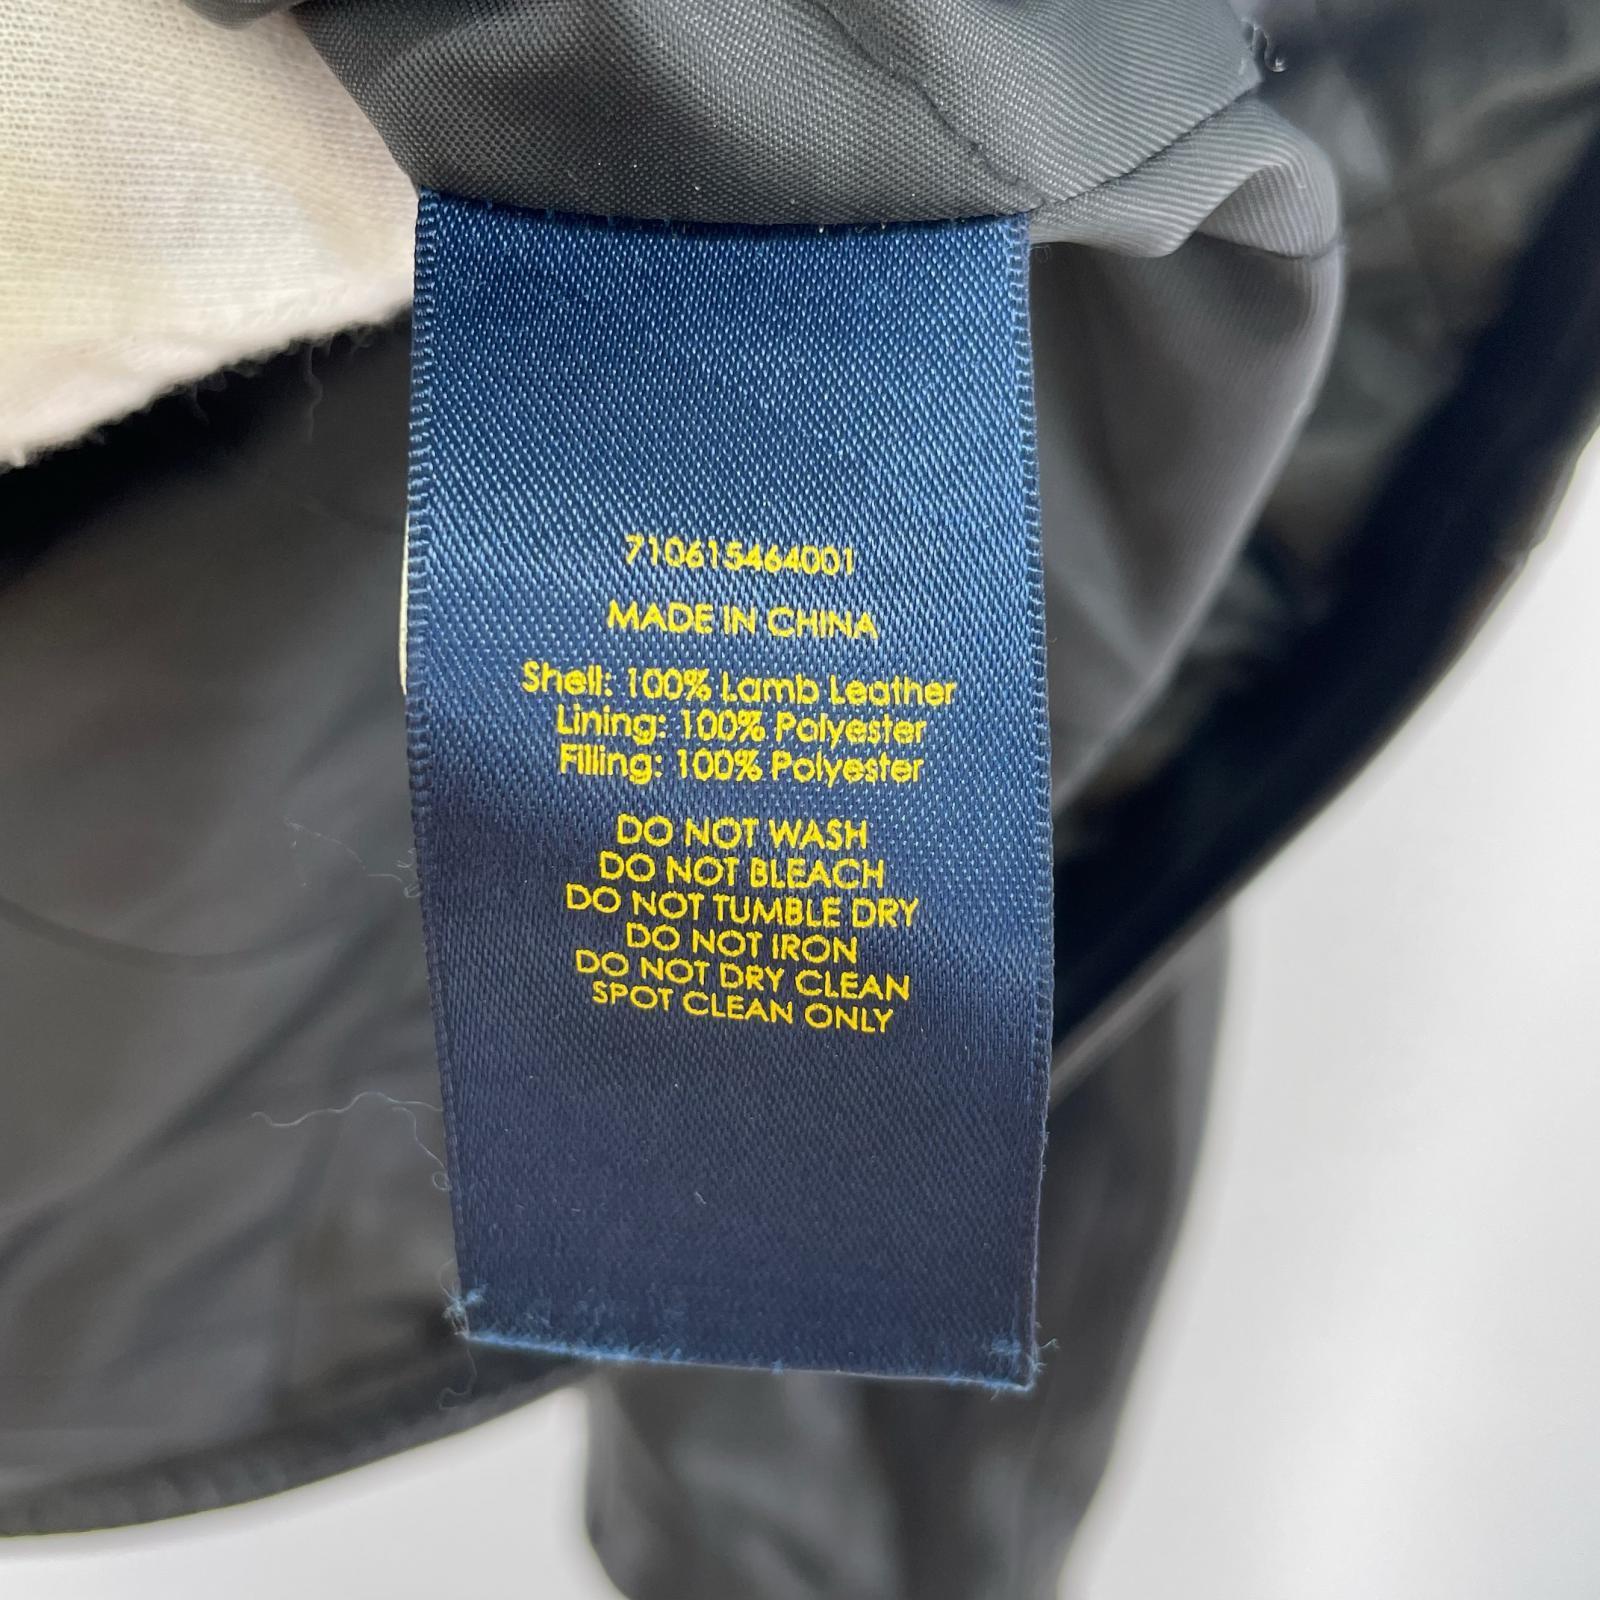 710615464001
MADE IN CHINA
Shell: 100% Lamb Leather
Lining: 100% Polyester
Filling: 100% Polyester
DO NOT WASH
DO NOT BLEACH
DO NOT TUMBLE DRY
DO NOT IRON
DO NOT DRY CLEAN
SPOT CLEAN ONLY